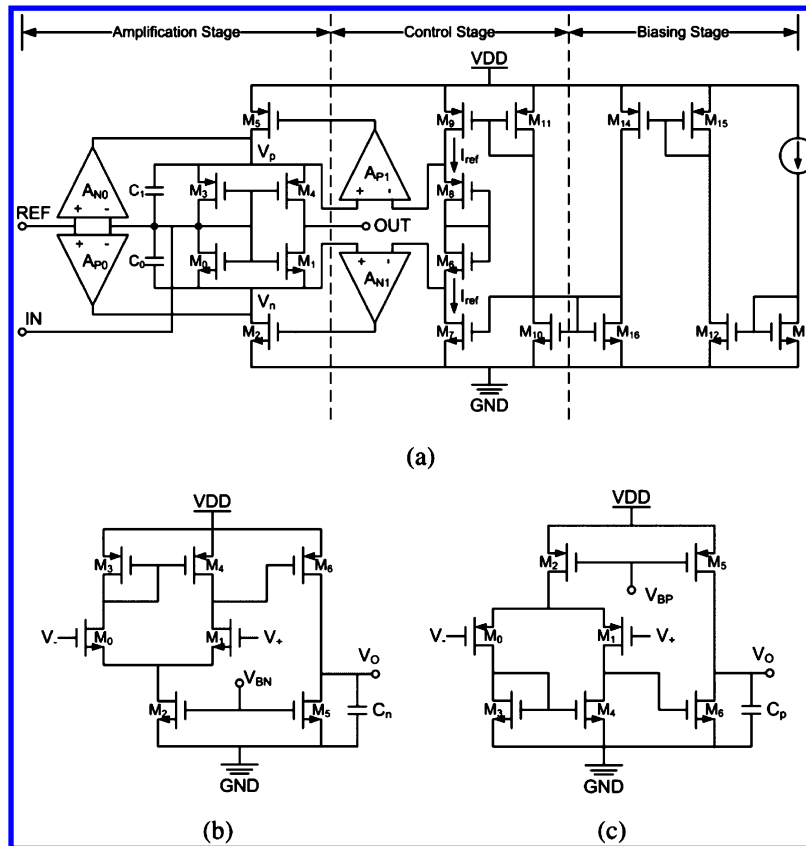 Amplification Stage Control Stage Biasing Stage
VDD
M5 M9 M11 M14 M15
Vp Iref
AN0 C1 M3 M4 AP1 M8
+ - + -
REF OUT
+ - + -
AP0 C0 M0 M1 AN1 M6
Vn Iref
IN M2 M7 M10 M16 M12 M
GND
(a)
VDD VDD
M3 M4 M6 M2 M5
VBP
V- M0 M1 V+ V- M0 M1 V+
VBN VO VO
M2 M5 Cn M3 M4 M6 Cp
GND GND
(b) (c)